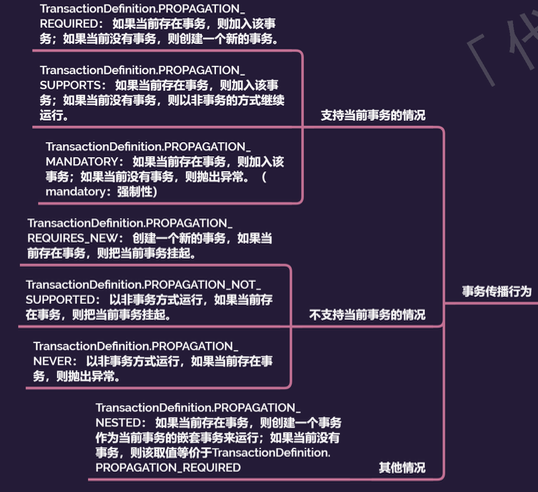 TransactionDefinition.PROPAGATION_
REQUIRED： 如果当前存在事务，则加入该事
务；如果当前没有事务，则创建一个新的事务。
TransactionDefinition.PROPAGATION_
SUPPORTS： 如果当前存在事务，则加入该事
务；如果当前没有事务，则以非事务的方式继续
运行。
支持当前事务的情况
TransactionDefinition.PROPAGATION_
MANDATORY： 如果当前存在事务，则加入该
事务；如果当前没有事务，则抛出异常。（
mandatory：强制性）
TransactionDefinition.PROPAGATION_
REQUIRES_NEW： 创建一个新的事务，如果当
前存在事务，则把当前事务挂起。
事务传播行为
TransactionDefinition.PROPAGATION_NOT_
SUPPORTED： 以非事务方式运行，如果当前存
在事务，则把当前事务挂起。
不支持当前事务的情况
TransactionDefinition.PROPAGATION_
NEVER： 以非事务方式运行，如果当前存在事
务，则抛出异常。
TransactionDefinition.PROPAGATION_
NESTED： 如果当前存在事务，则创建一个事务
作为当前事务的嵌套事务来运行；如果当前没有
事务，则该取值等价于TransactionDefinition.
PROPAGATION_REQUIRED
其他情况